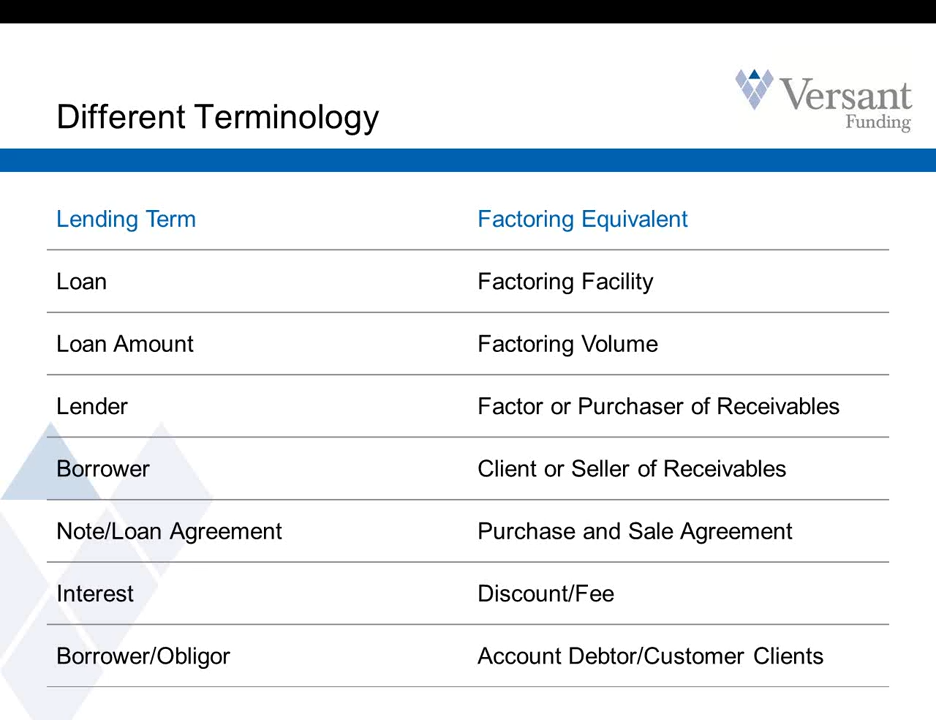 Versant
Funding
Different Terminology
Lending Term Factoring Equivalent
Loan Factoring Facility
Loan Amount Factoring Volume
Lender Factor or Purchaser of Receivables
Borrower Client or Seller of Receivables
Note/Loan Agreement Purchase and Sale Agreement
Interest Discount/Fee
Borrower/Obligor Account Debtor/Customer Clients